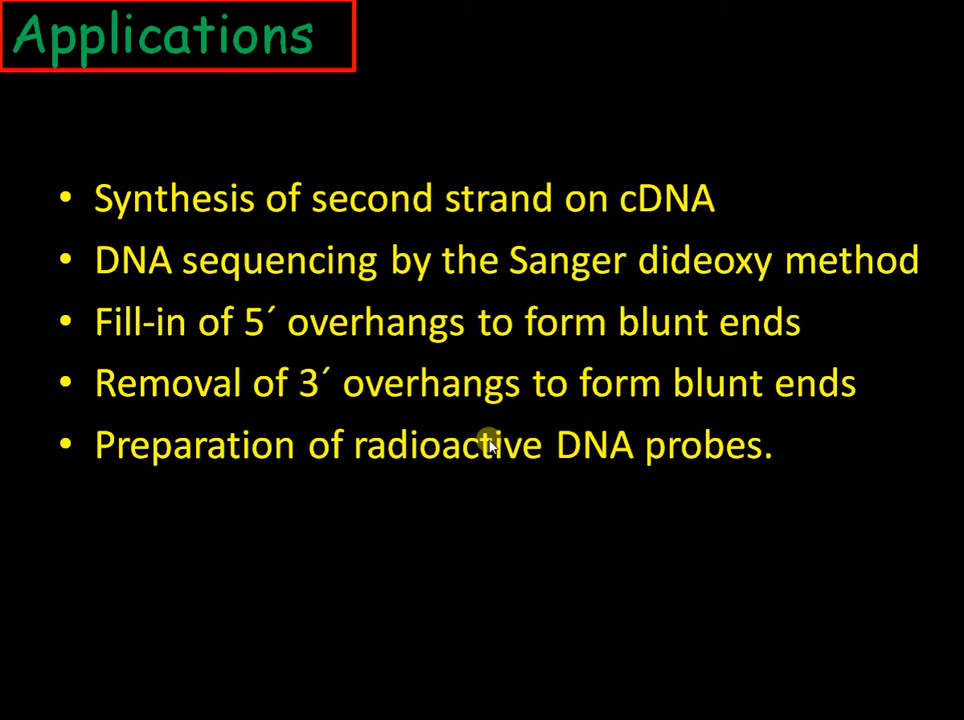 Applications
• Synthesis of second strand on cDNA
• DNA sequencing by the Sanger dideoxy method
• Fill-in of 5´ overhangs to form blunt ends
• Removal of 3´ overhangs to form blunt ends
• Preparation of radioactive DNA probes.